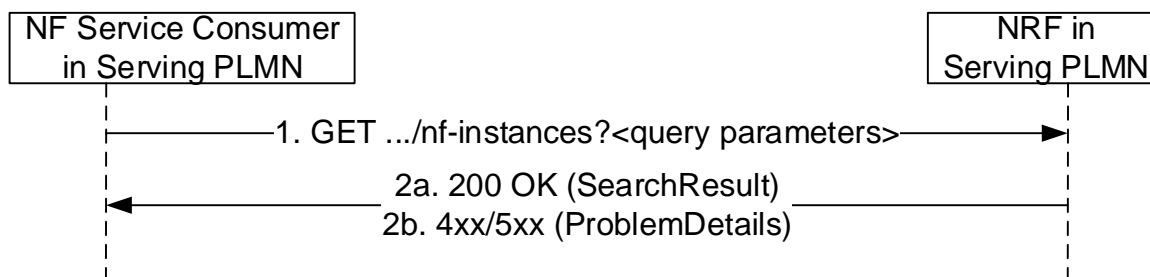 NF Service Consumer
in Serving PLMN
NRF in
Serving PLMN
1. GET .../nf-instances?<query parameters>
2a. 200 OK (SearchResult)
2b. 4xx/5xx (ProblemDetails)